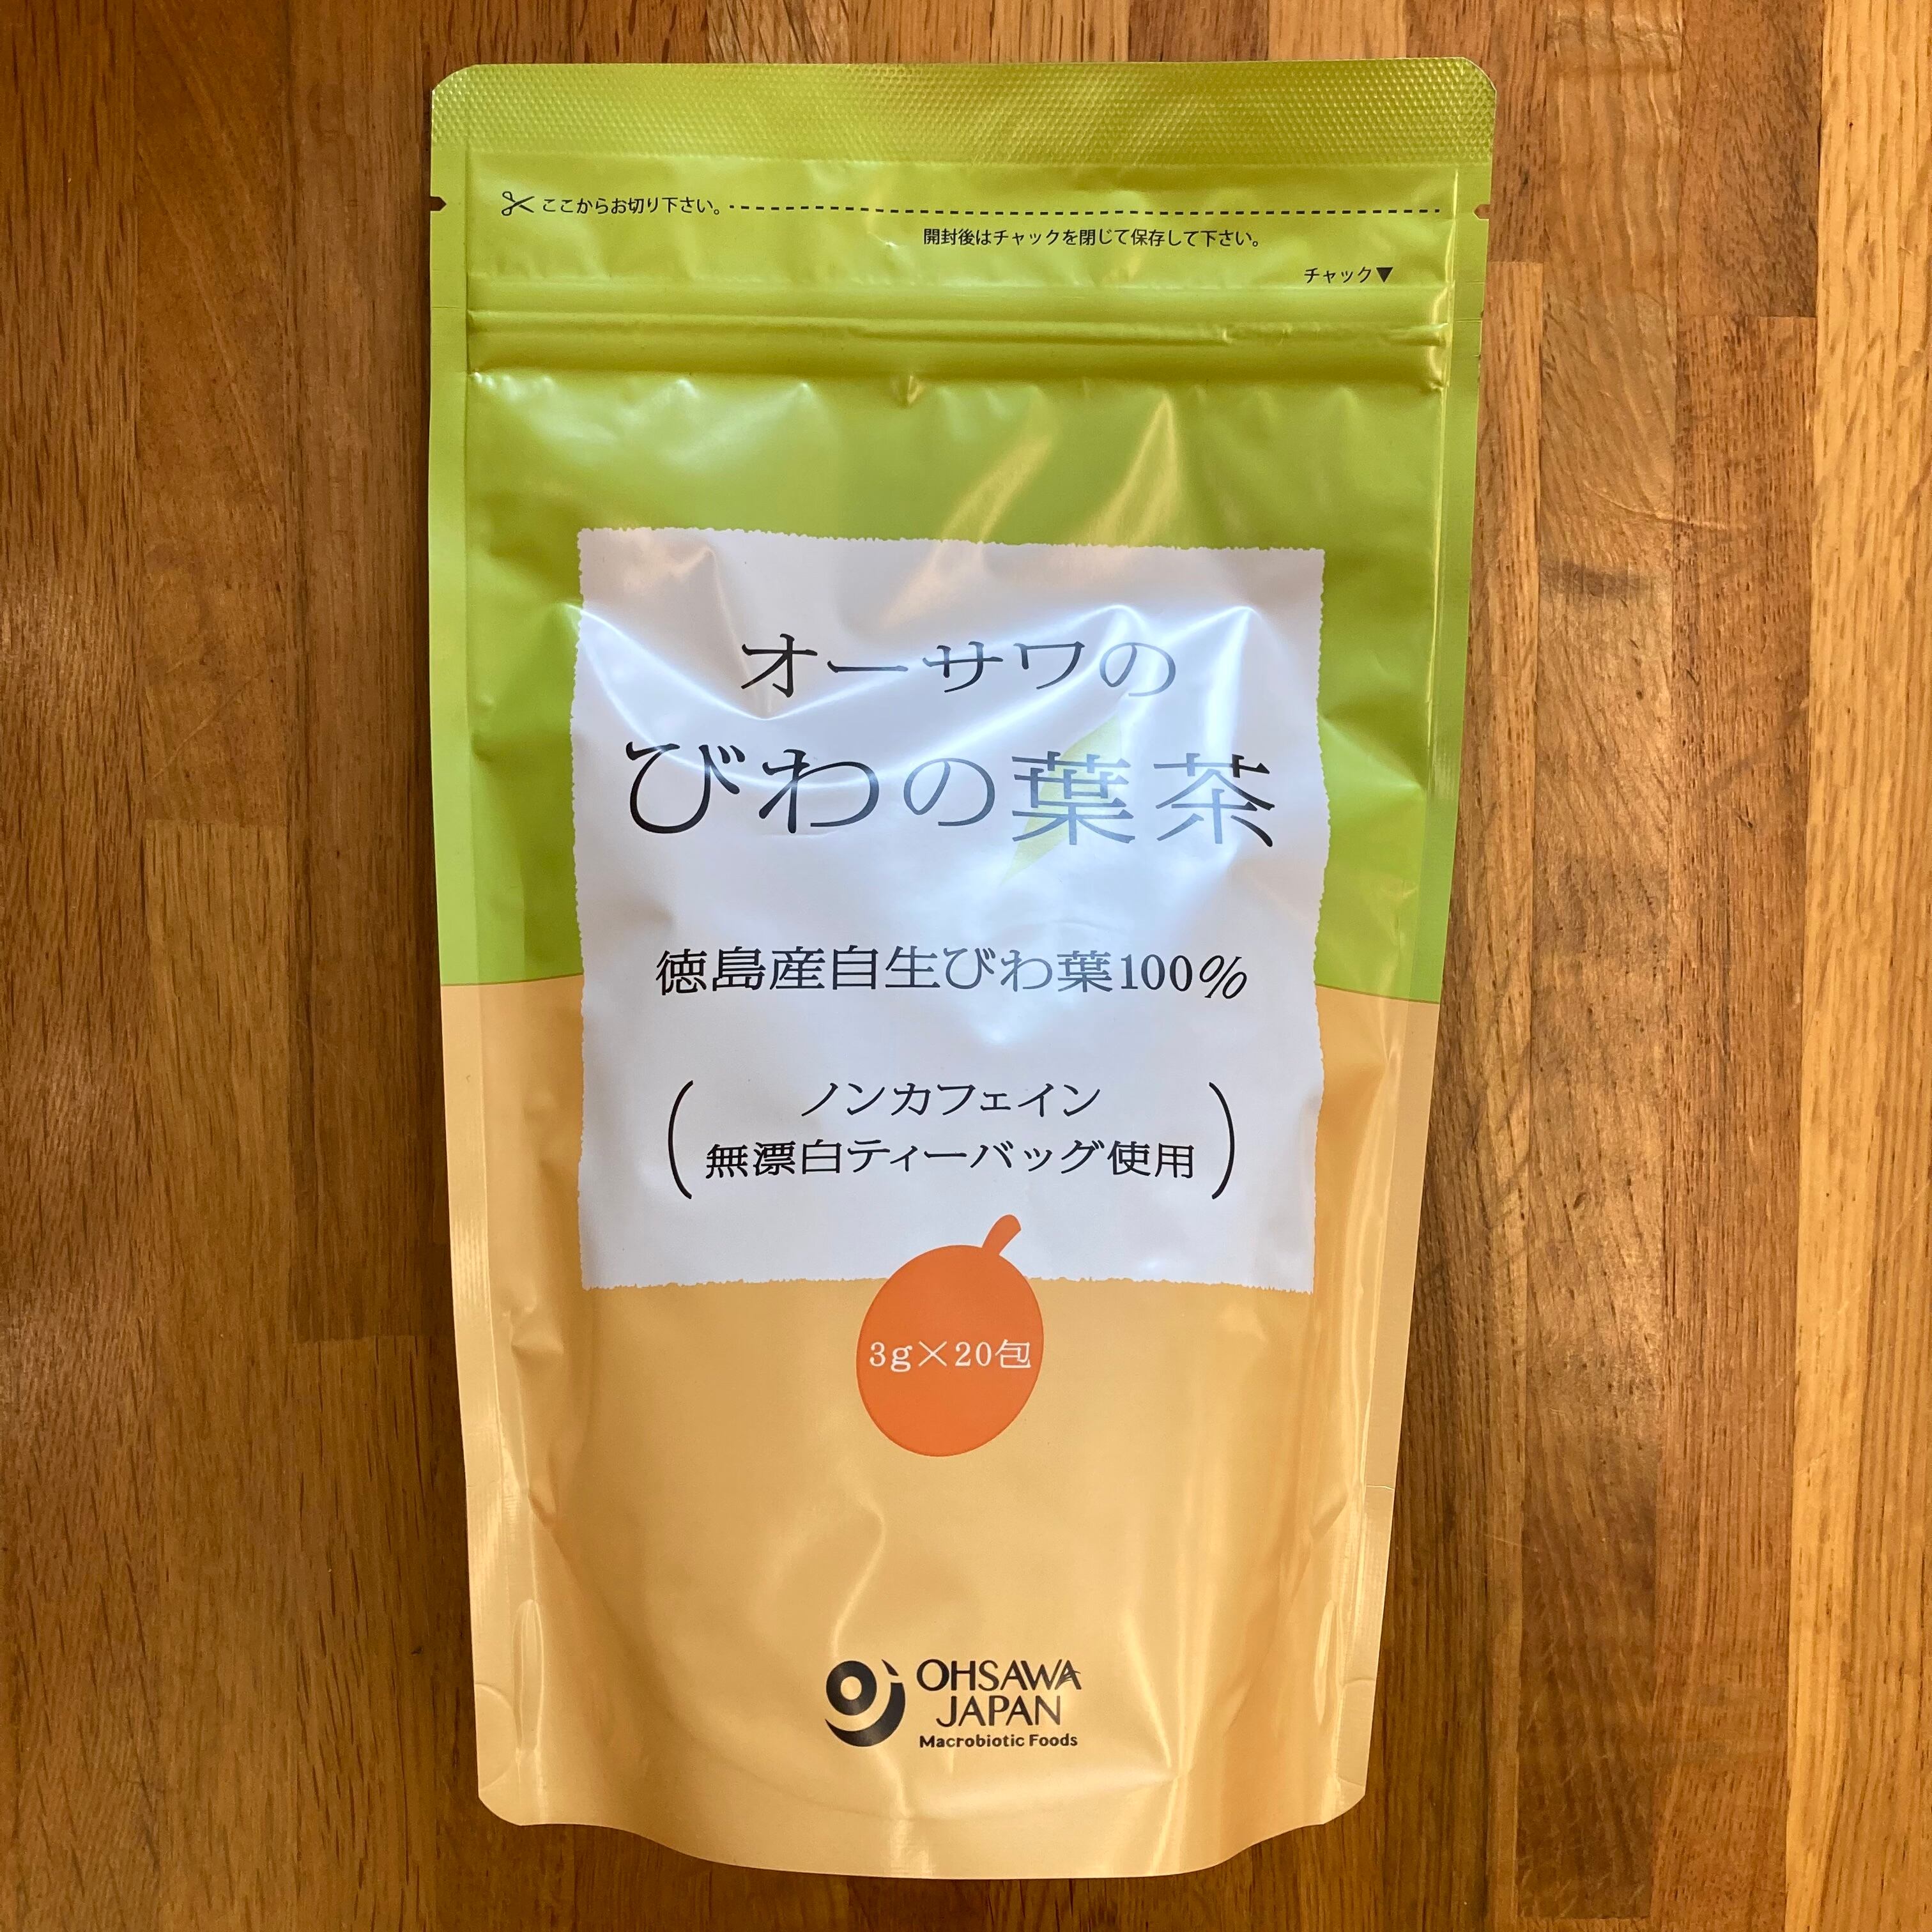 ここからお切り下さい。
開封後はチャックを閉じて保存して下さい。
チャック▼
オーサワの
びわの葉茶
徳島産自生びわ葉100%
(ノンカフェイン
無漂白ティーバッグ使用)
3g×20包
OHSAWA
JAPAN
Macrobiotic Foods